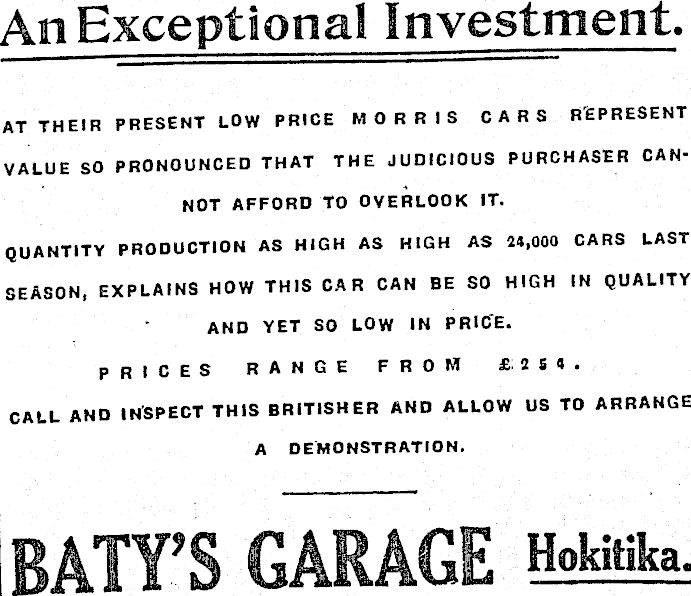 An Exceptional Investment.
AT THEIR PRESENT LOW PRICE MORRIS CARS REPRESENT
VALUE SO PRONOUNCED THAT THE JUDICIOUS PURCHASER CAN-
NOT AFFORD TO OVERLOOK IT.
QUANTITY PRODUCTION AS HIGH AS HIGH AS 24,000 CARS LAST
SEASON, EXPLAINS HOW THIS CAR CAN BE SO HIGH IN QUALITY
AND YET SO LOW IN PRICE.
PRICES RANGE FROM £254.
CALL AND INSPECT THIS BRITISHER AND ALLOW US TO ARRANGE
A DEMONSTRATION.
BATY'S GARAGE Hokitika.